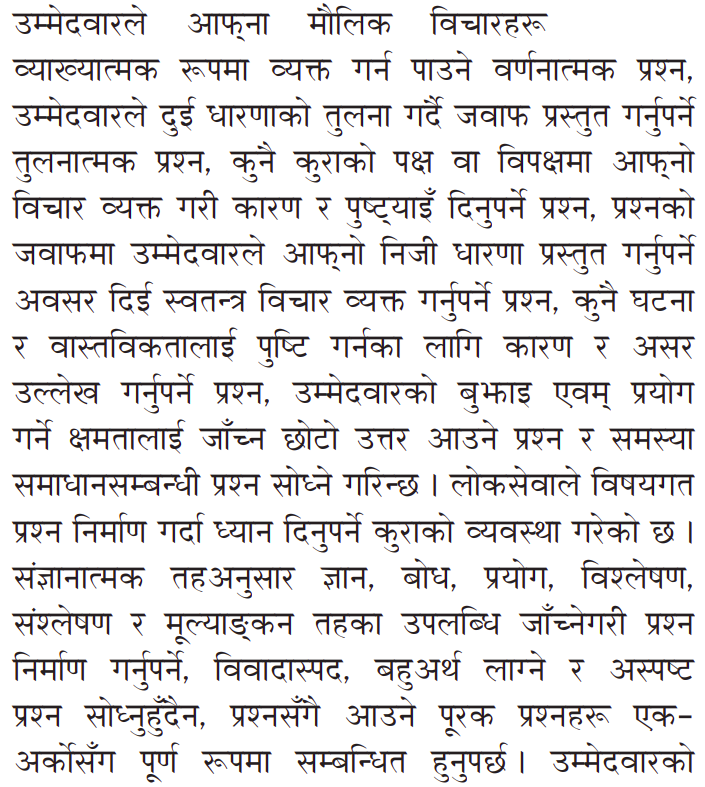 उम्मेदवारले आफ्‌ना मौलिक विचारहरू
व्याख्यात्मक रूपमा व्यक्त गर्न पाउने वर्णनात्मक प्रश्न,
उम्मेदवारले दुई धारणाको तुलना गर्दै जवाफ प्रस्तुत गर्नुपर्ने
तुलनात्मक प्रश्न, कुनै कुराको पक्ष वा विपक्षमा आफ्‌नो
विचार व्यक्त गरी कारण र पुष्ट्याइँ दिनुपर्ने प्रश्न, प्रश्नको
जवाफमा उम्मेदवारले आफ्‌नो निजी धारणा प्रस्तुत गर्नुपर्ने
अवसर दिई स्वतन्त्र विचार व्यक्त गर्नुपर्ने प्रश्न, कुनै घटना
र वास्तविकतालाई पुष्टि गर्नका लागि कारण र असर
उल्लेख गर्नुपर्ने प्रश्न, उम्मेदवारको बुझाइ एवम् प्रयोग
गर्ने क्षमतालाई जाँच्न छोटो उत्तर आउने प्रश्न र समस्या
समाधानसम्बन्धी प्रश्न सोध्ने गरिन्छ । लोकसेवाले विषयगत
प्रश्न निर्माण गर्दा ध्यान दिनुपर्ने कुराको व्यवस्था गरेको छ ।
संज्ञानात्मक तहअनुसार ज्ञान, बोध, प्रयोग, विश्लेषण,
संश्लेषण र मूल्याङ्कन तहका उपलब्धि जाँच्नेगरी प्रश्न
निर्माण गर्नुपर्ने, विवादास्पद, बहुअर्थ लाग्ने र अस्पष्ट
प्रश्न सोध्नुहुँदैन, प्रश्नसँगै आउने पूरक प्रश्नहरू एक–
अर्कोसँग पूर्ण रूपमा सम्बन्धित हुनुपर्छ । उम्मेदवारको